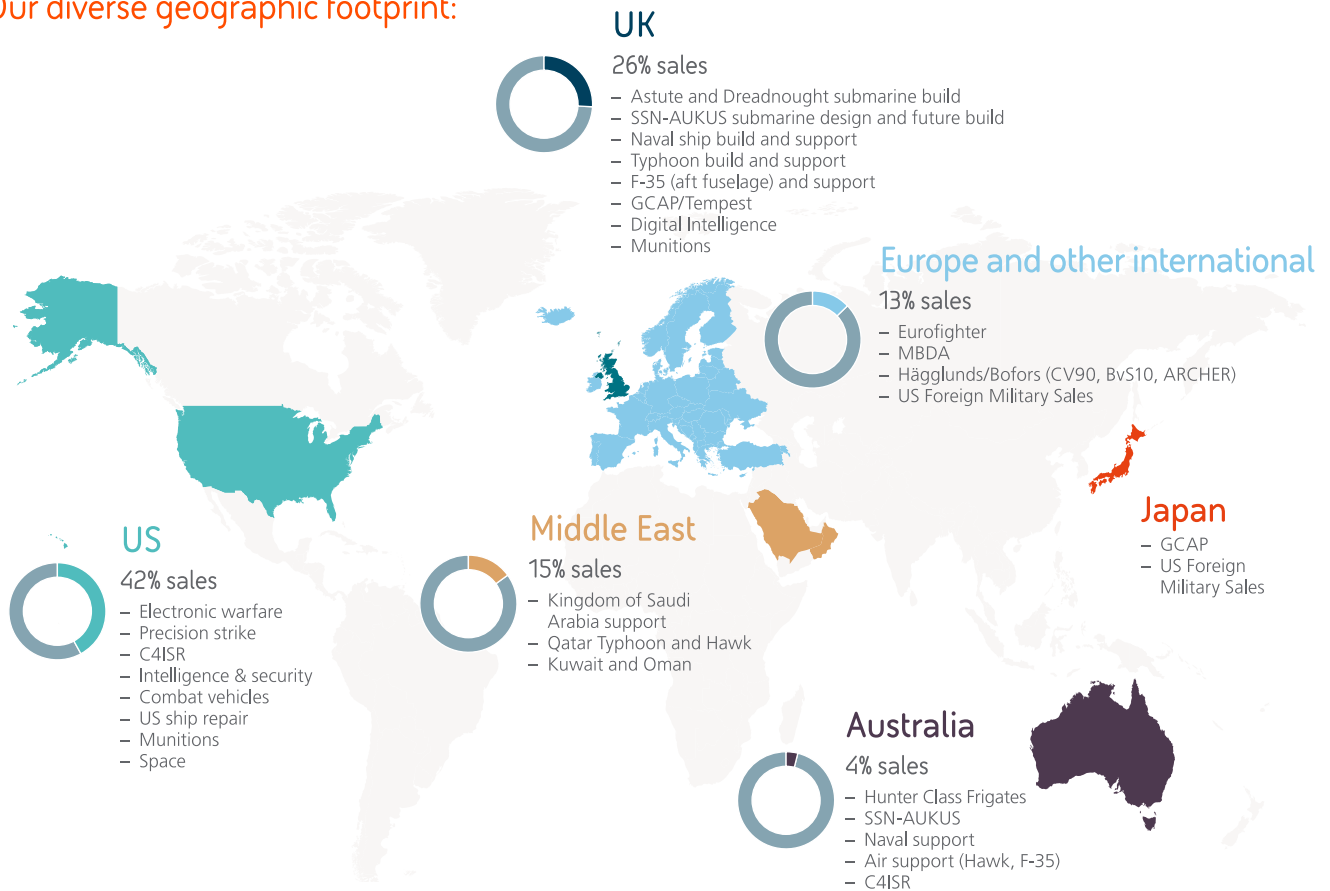 Our diverse geographic footprint:
UK
26% sales
– Astute and Dreadnought submarine build
– SSN-AUKUS submarine design and future build
– Naval ship build and support
– Typhoon build and support
– F-35 (aft fuselage) and support
– GCAP/Tempest
– Digital Intelligence
– Munitions
Europe and other international
13% sales
– Eurofighter
– MBDA
– Hägglunds/Bofors (CV90, BvS10, ARCHER)
– US Foreign Military Sales
Japan
– GCAP
– US Foreign
Military Sales
US
42% sales
– Electronic warfare
– Precision strike
– C4ISR
– Intelligence & security
– Combat vehicles
– US ship repair
– Munitions
– Space
Middle East
15% sales
– Kingdom of Saudi
Arabia support
– Qatar Typhoon and Hawk
– Kuwait and Oman
Australia
4% sales
– Hunter Class Frigates
– SSN-AUKUS
– Naval support
– Air support (Hawk, F-35)
– C4ISR